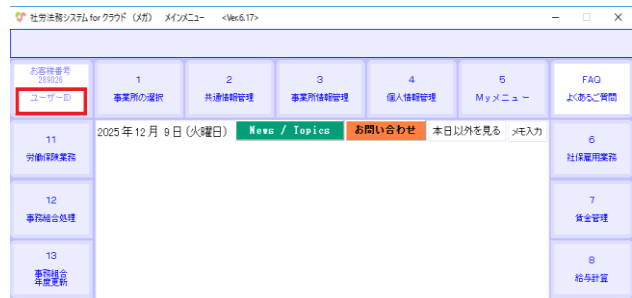 社労法務システム for クラウド（メガ） メインメニュー <Ver.6.17>
お客様番号
289026
ユーザーID
1
事業所の選択
2
共通情報管理
3
事業所情報管理
4
個人情報管理
5
Myメニュー
FAQ
よくあるご質問
11
労働保険業務
2025年12月 9日（火曜日） News / Topics お問い合わせ 本日以外を見る メモ入力
6
社保雇用業務
12
事務組合処理
7
賃金管理
13
事務組合
年度更新
8
給与計算